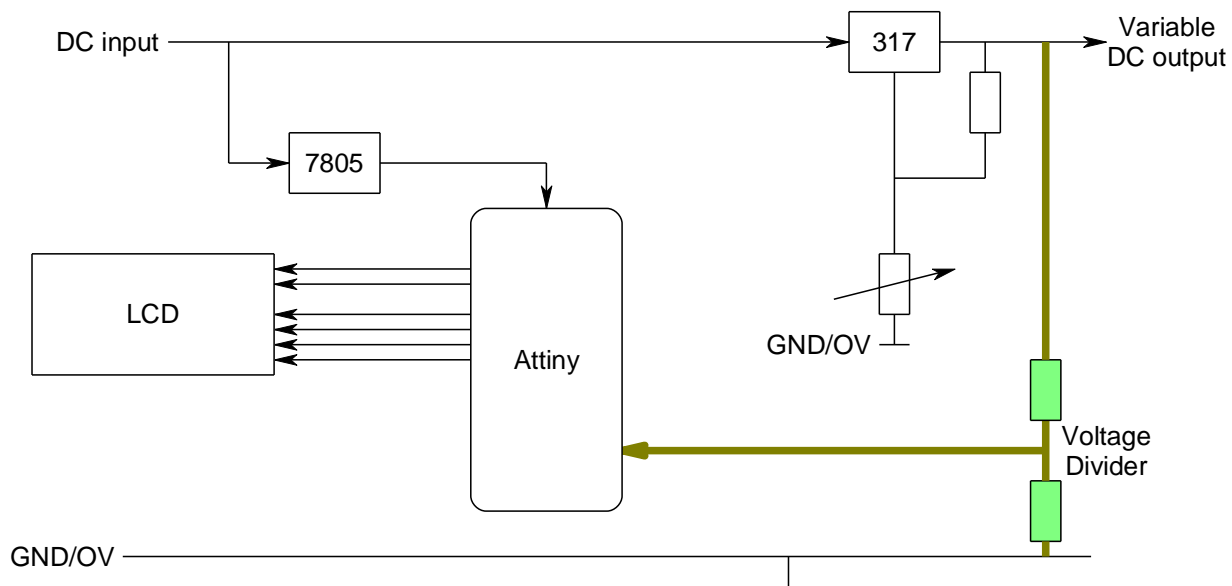 DC input
317
Variable
DC output
7805
LCD
Attiny
GND/OV
Voltage
Divider
GND/OV